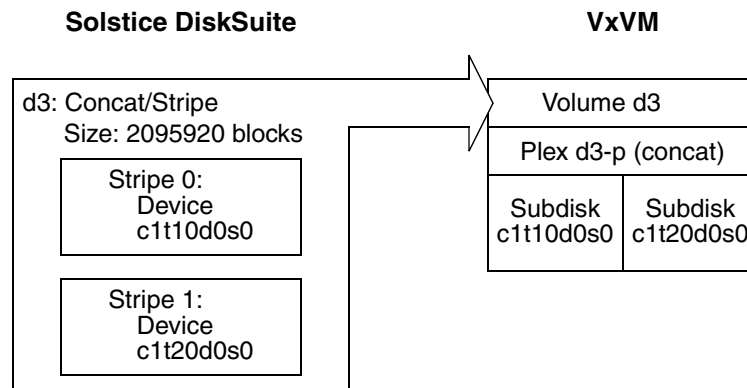 Solstice DiskSuite
VxVM
d3: Concat/Stripe
Size: 2095920 blocks
Stripe 0:
Device
c1t10d0s0
Stripe 1:
Device
c1t20d0s0
Volume d3
Plex d3-p (concat)
Subdisk
c1t10d0s0
Subdisk
c1t20d0s0